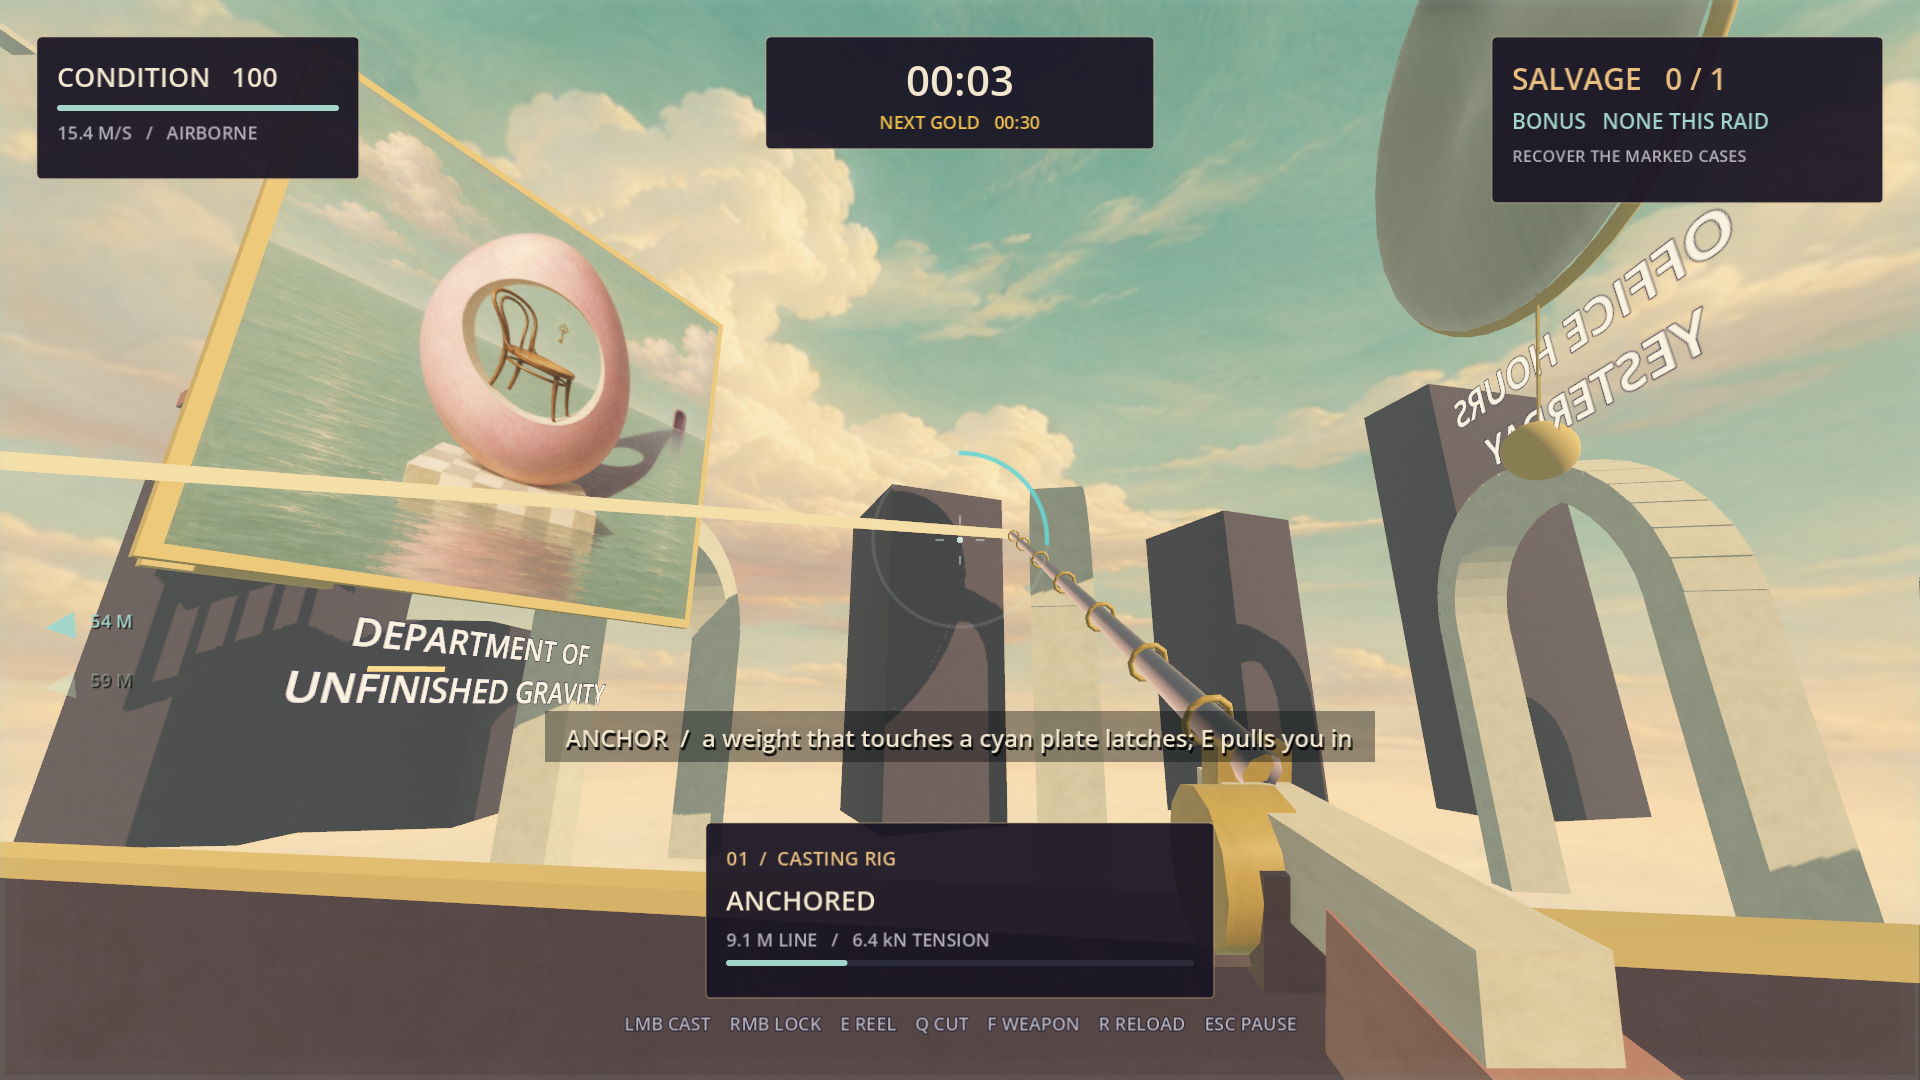 CONDITION 100
15.4 M/S / AIRBORNE
00:03
NEXT GOLD 00:30
SALVAGE 0 / 1
BONUS NONE THIS RAID
RECOVER THE MARKED CASES
OFFICE HOURS
YESTERDAY
54 M
59 M
DEPARTMENT OF
UNFINISHED GRAVITY
ANCHOR / a weight that touches a cyan plate latches; E pulls you in
01 / CASTING RIG
ANCHORED
9.1 M LINE / 6.4 kN TENSION
LMB CAST RMB LOCK E REEL Q CUT F WEAPON R RELOAD ESC PAUSE